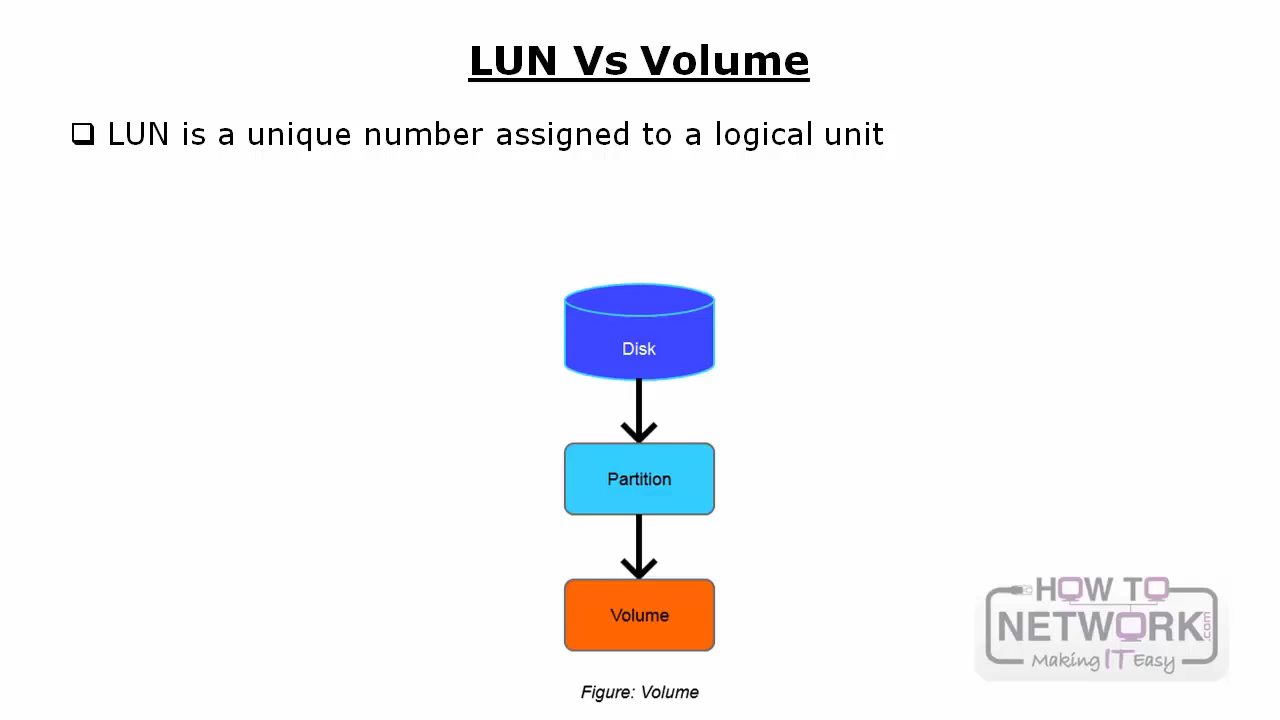 LUN Vs Volume
❑ LUN is a unique number assigned to a logical unit
Disk
Partition
Volume
Figure: Volume
HOW TO
NETWORK.com
Making IT Easy